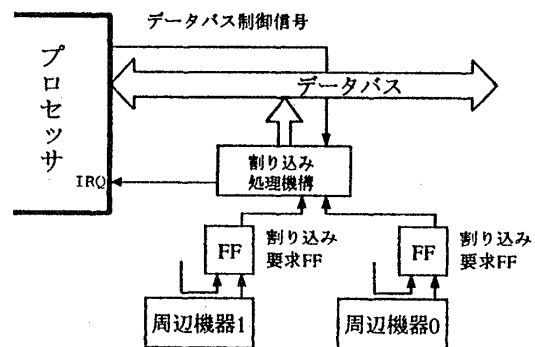 データバス制御信号
プロセッサ
データバス
割り込み
処理機構
IRQ
FF
割り込み
要求FF
FF
割り込み
要求FF
周辺機器1
周辺機器0